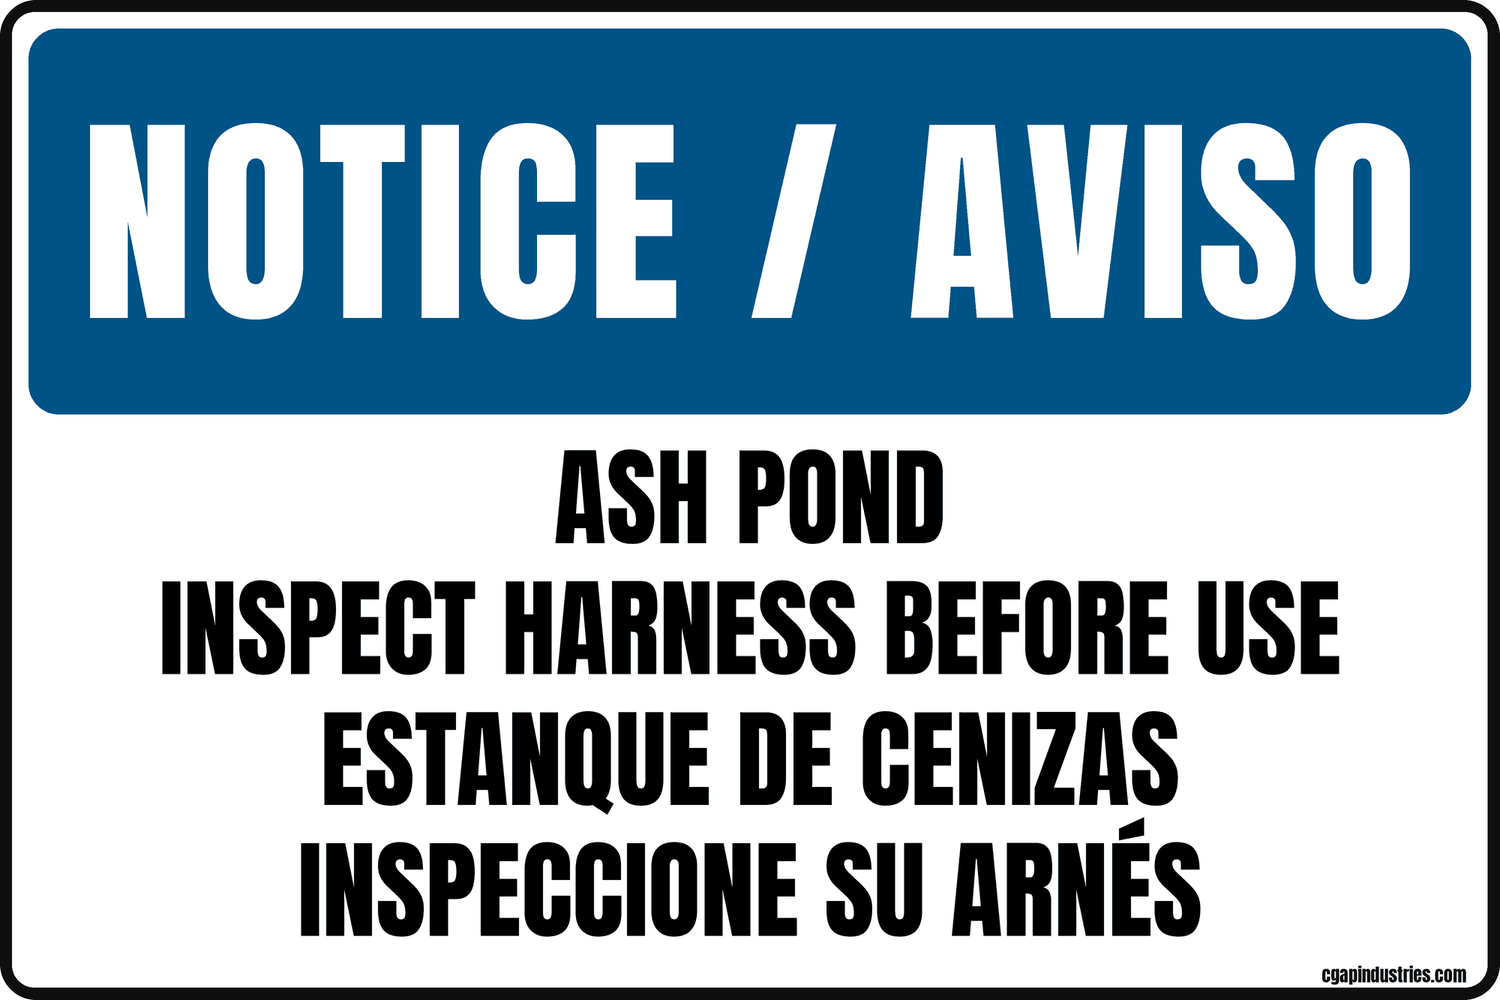 NOTICE / AVISO
ASH POND
INSPECT HARNESS BEFORE USE
ESTANQUE DE CENIZAS
INSPECCIONE SU ARNÉS
cgapindustries.com